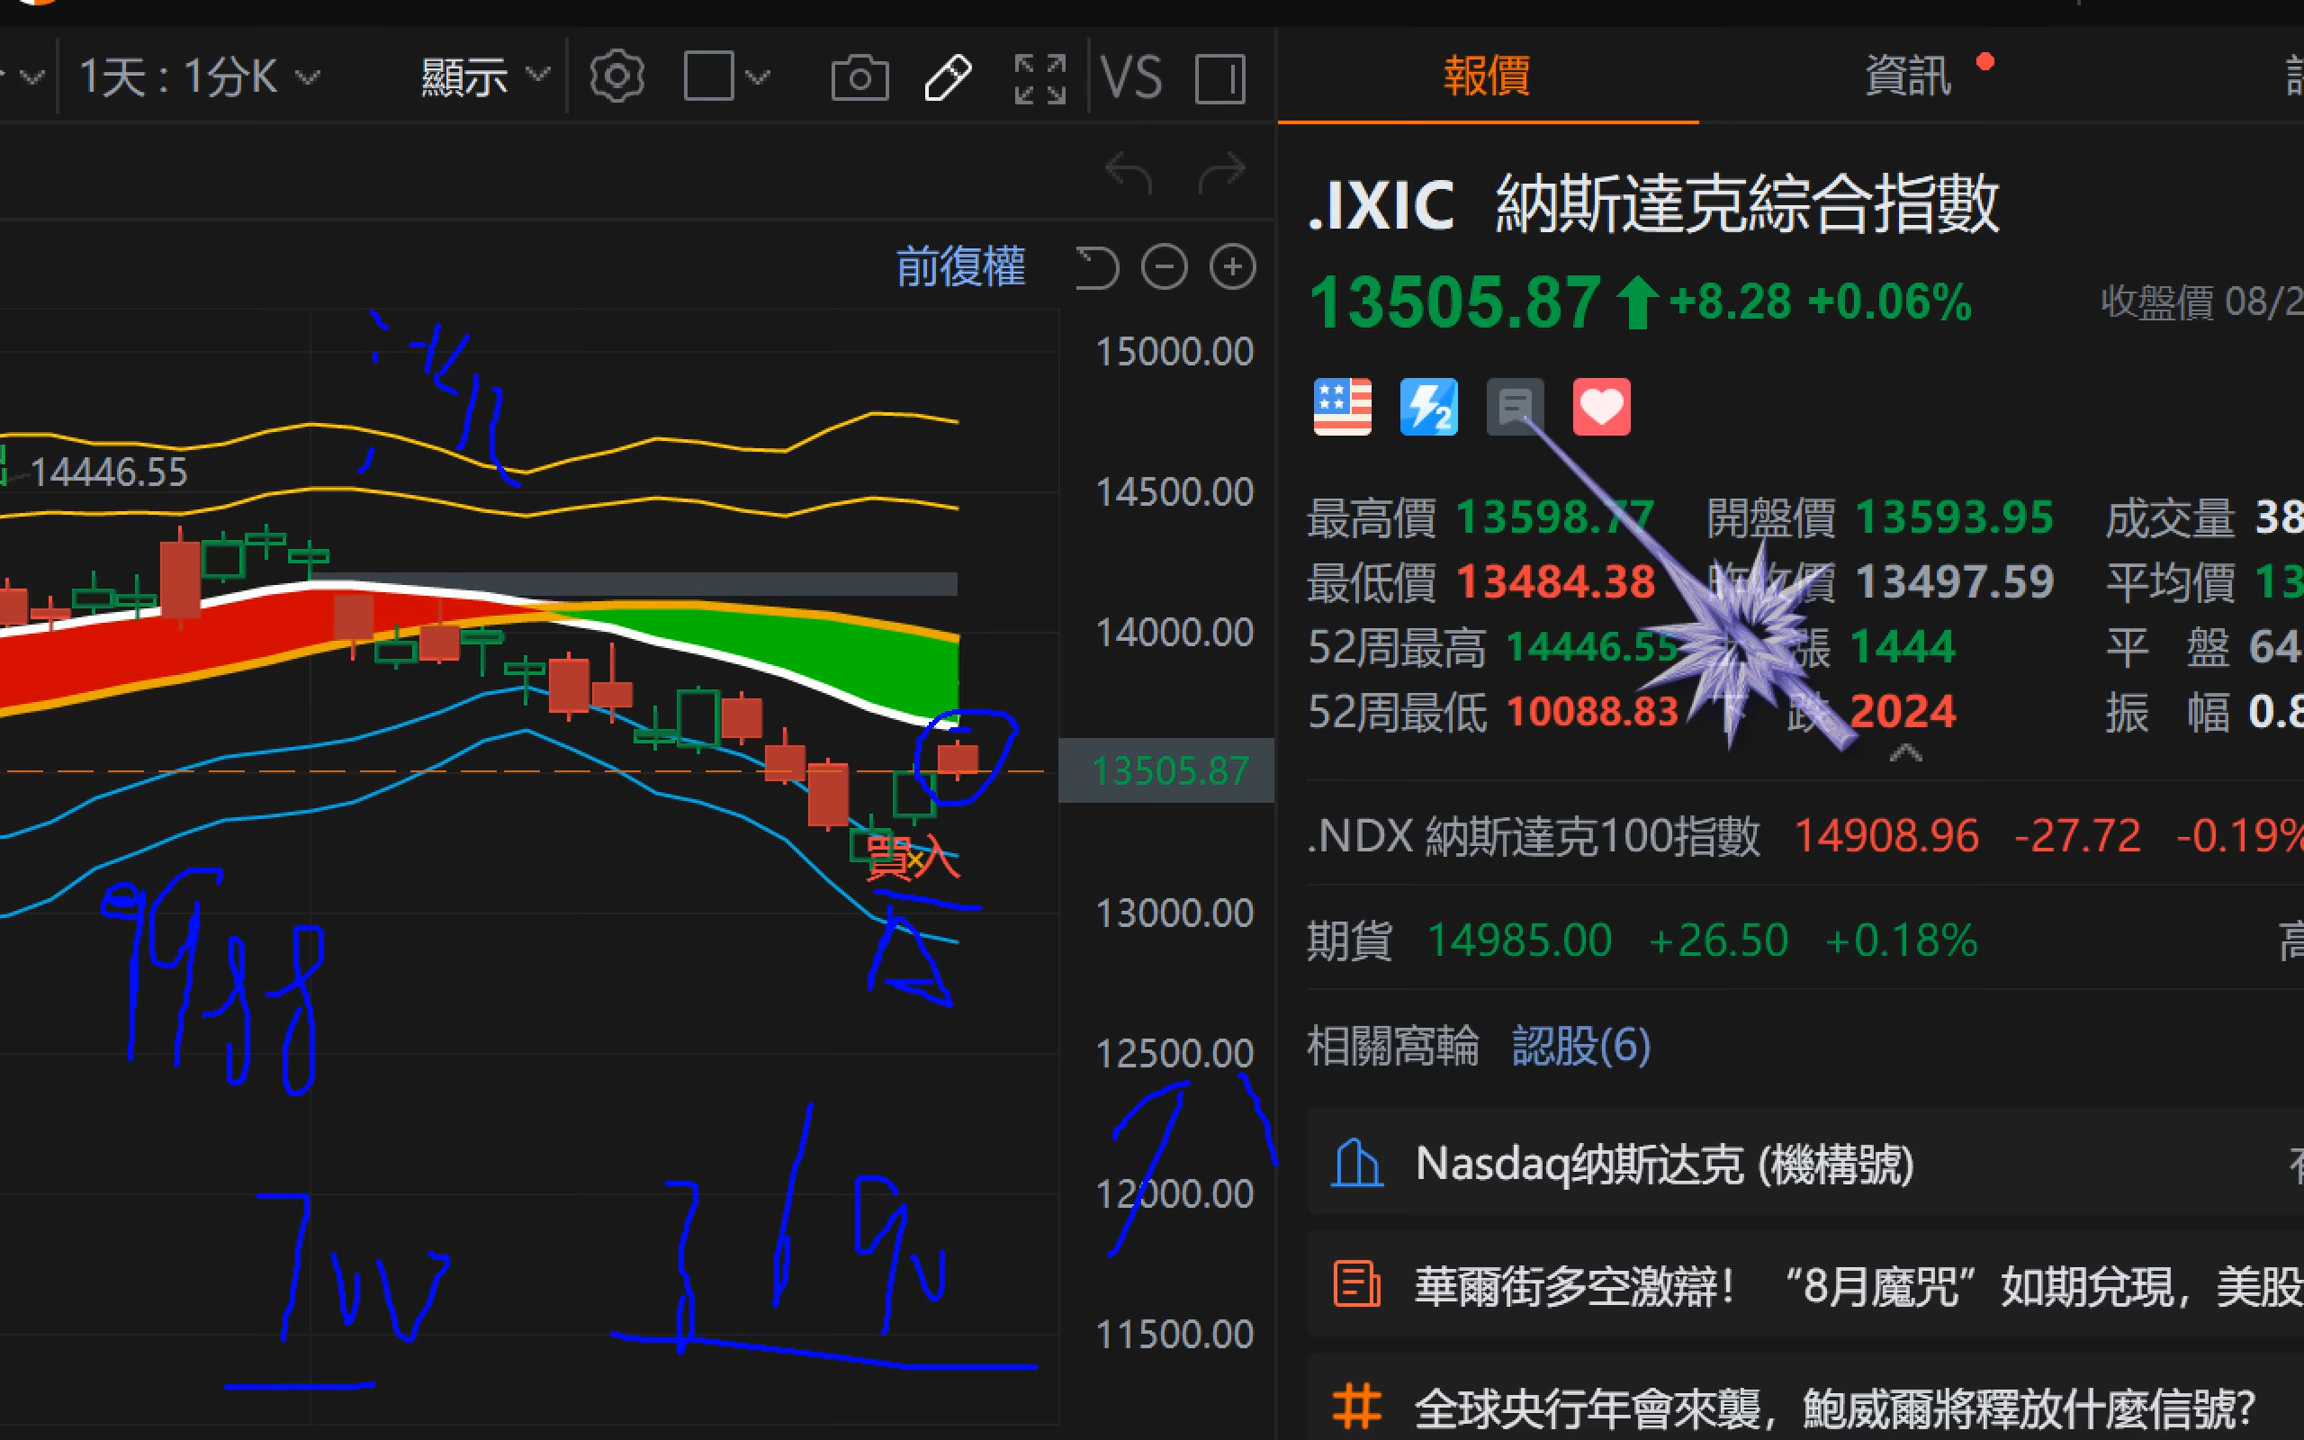 1天 : 1分K 顯示 VS 報價 資訊
.IXIC 納斯達克綜合指數
前復權
13505.87 +8.28 +0.06% 收盤價 08/2
15000.00
14500.00
14000.00
13505.87
13000.00
12500.00
12000.00
11500.00
14446.55
買入
最高價 13598.77 開盤價 13593.95 成交量 38
最低價 13484.38 昨收價 13497.59 平均價 13
52周最高 14446.55 漲 1444 平 盤 64
52周最低 10088.83 下 跌 2024 振 幅 0.8
.NDX 納斯達克100指數 14908.96 -27.72 -0.19%
期貨 14985.00 +26.50 +0.18% 高
相關窩輪 認股(6)
Nasdaq纳斯达克 (機構號)
華爾街多空激辯！“8月魔咒”如期兌現，美股
全球央行年會來襲，鮑威爾將釋放什麼信號?